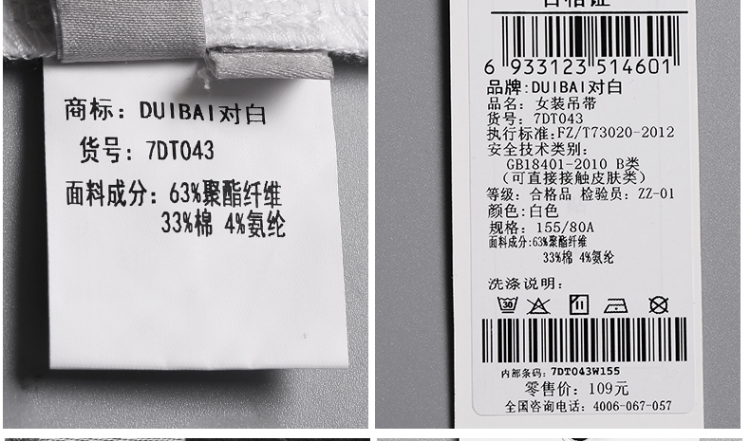 商标：DUIBAI对白
货号：7DT043
面料成分：63%聚酯纤维
33%棉 4%氨纶
合格证
6 933123 514601
品牌:DUIBAI对白
品名：女装吊带
货号：7DT043
执行标准:FZ/T73020-2012
安全技术类别：
GB18401-2010 B类
（可直接接触皮肤类）
等级：合格品 检验员：ZZ-01
颜色:白色
规格：155/80A
面料成分:63%聚酯纤维
33%棉 4%氨纶
洗涤说明：
30
内部条码：7DT043W155
零售价：109元
全国咨询电话：4006-067-057